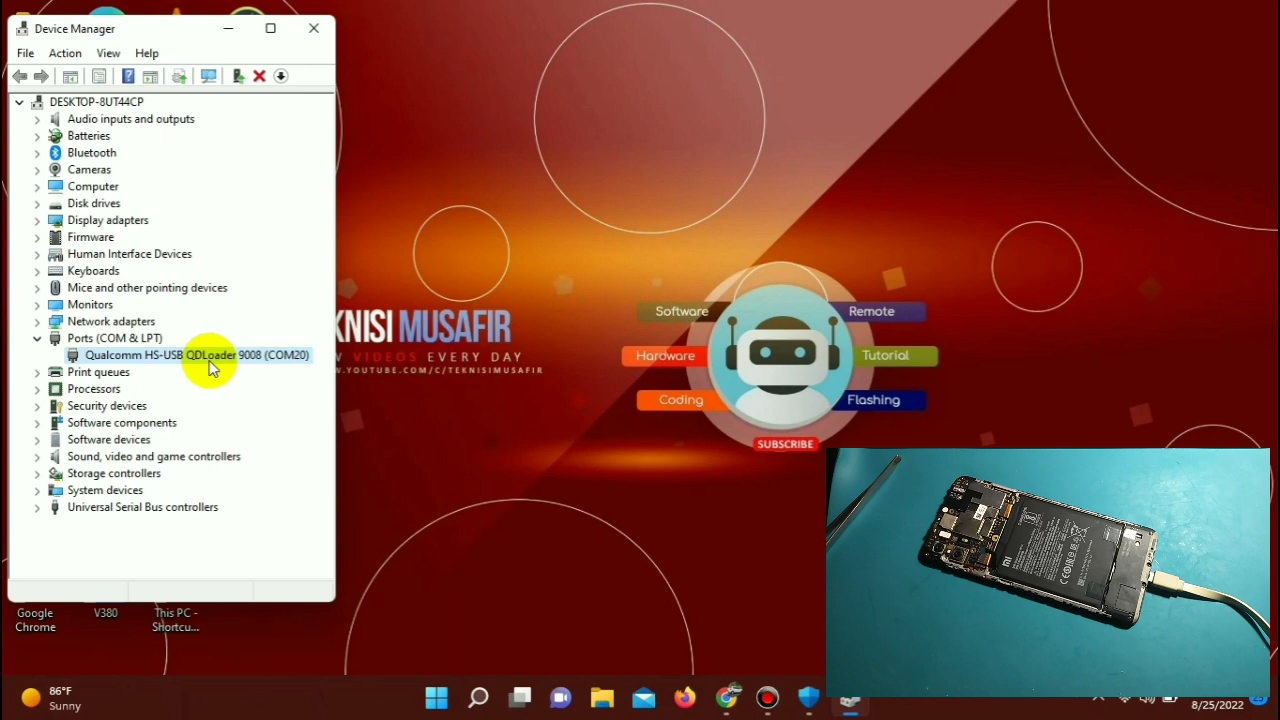 Device Manager
File Action View Help
DESKTOP-8UT44CP
Audio inputs and outputs
Batteries
Bluetooth
Cameras
Computer
Disk drives
Display adapters
Firmware
Human Interface Devices
Keyboards
Mice and other pointing devices
Monitors
Network adapters
Ports (COM & LPT)
Qualcomm HS-USB QDLoader 9008 (COM20)
Print queues
Processors
Security devices
Software components
Software devices
Sound, video and game controllers
Storage controllers
System devices
Universal Serial Bus controllers
KNISI MUSAFIR
VIDEOS EVERY DAY
.YOUTUBE.COM/C/TEKNISIMUSAFIR
Software
Remote
Hardware
Tutorial
Coding
Flashing
SUBSCRIBE
Google
Chrome
V380
This PC -
Shortcu...
mi
86°F
Sunny
8/25/2022